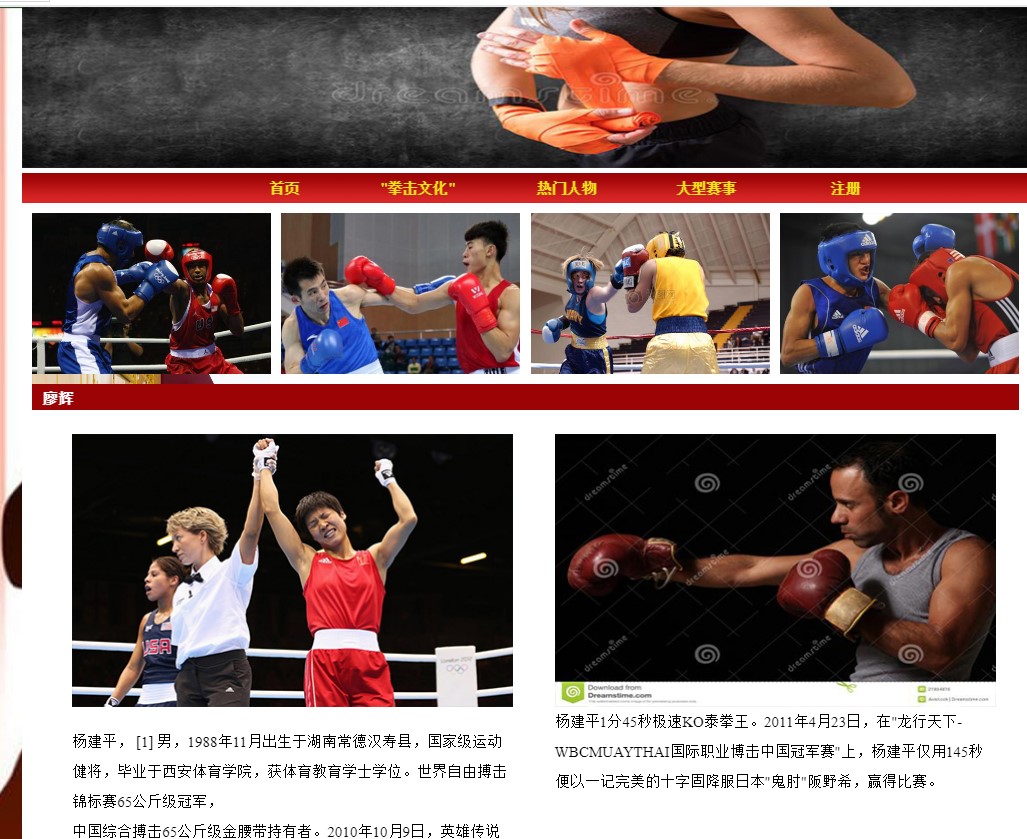 dreamstime
首页 "拳击文化" 热门人物 大型赛事 注册
廖辉
USA
杨建平， [1] 男，1988年11月出生于湖南常德汉寿县，国家级运动
健将，毕业于西安体育学院，获体育教育学士学位。世界自由搏击
锦标赛65公斤级冠军，
中国综合搏击65公斤级金腰带持有者。2010年10月9日，英雄传说
dreamstime
dreamstime
dreamstime
dreamstime
Download from
Dreamstime.com
杨建平1分45秒极速KO泰拳王。2011年4月23日，在"龙行天下-
WBCMUAYTHAI国际职业搏击中国冠军赛"上，杨建平仅用145秒
便以一记完美的十字固降服日本"鬼肘"阪野希，赢得比赛。